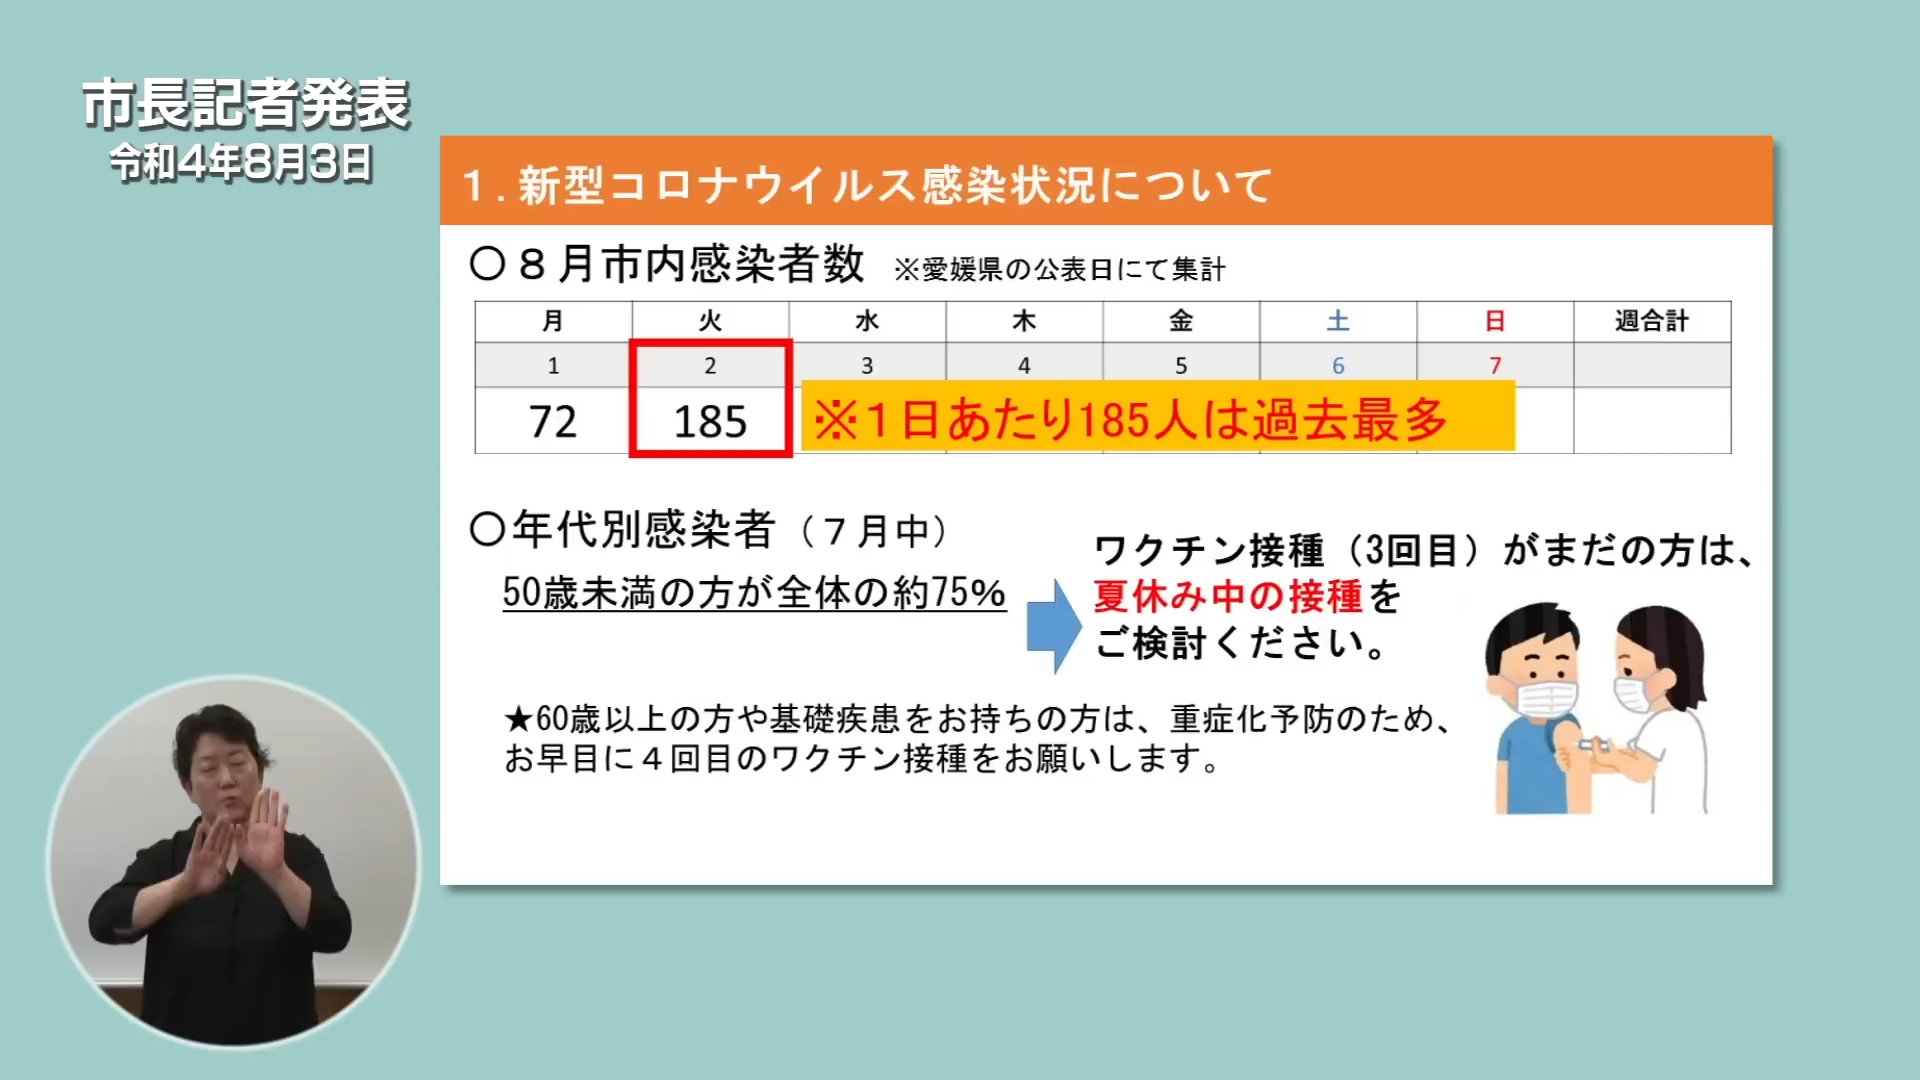 市長記者発表
令和4年8月3日
１.新型コロナウイルス感染状況について
〇８月市内感染者数 ※愛媛県の公表日にて集計
月 火 水 木 金 土 日 週合計
1 2 3 4 5 6 7
72 185 ※１日あたり185人は過去最多
〇年代別感染者（７月中）
50歳未満の方が全体の約75%
ワクチン接種（3回目）がまだの方は、
夏休み中の接種を
ご検討ください。
★60歳以上の方や基礎疾患をお持ちの方は、重症化予防のため、
お早目に４回目のワクチン接種をお願いします。